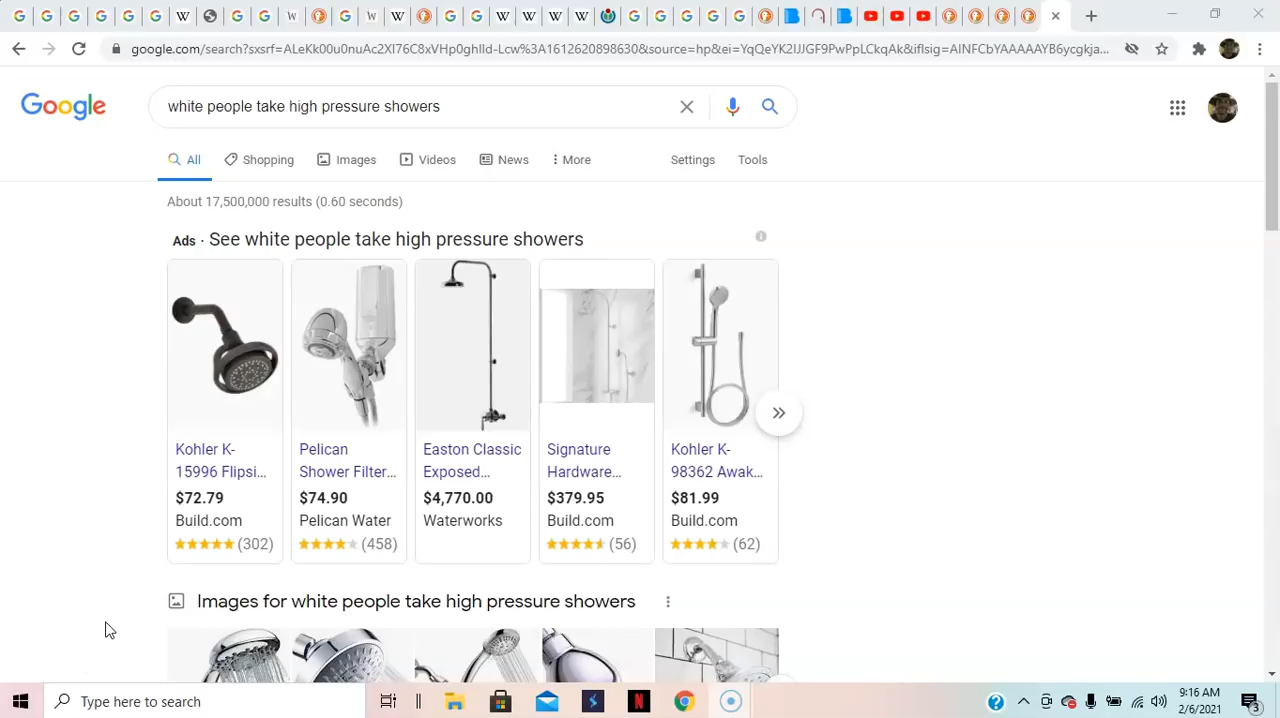 google.com/search?sxsrf=ALeKk00u0nuAc2XI76C8xVHp0ghIld-Lcw%3A1612620898630&source=hp&ei=YqQeYK2IJJGF9PwPpLCkqAk&iflsig=AINFCbYAAAAAYB6ycgkja...
Google
white people take high pressure showers
All Shopping Images Videos News More Settings Tools
About 17,500,000 results (0.60 seconds)
Ads · See white people take high pressure showers
Kohler K-
15996 Flipsi...
$72.79
Build.com
(302)
Pelican
Shower Filter...
$74.90
Pelican Water
(458)
Easton Classic
Exposed...
$4,770.00
Waterworks
Signature
Hardware...
$379.95
Build.com
(56)
Kohler K-
98362 Awak...
$81.99
Build.com
(62)
Images for white people take high pressure showers
Type here to search
9:16 AM
2/6/2021
3